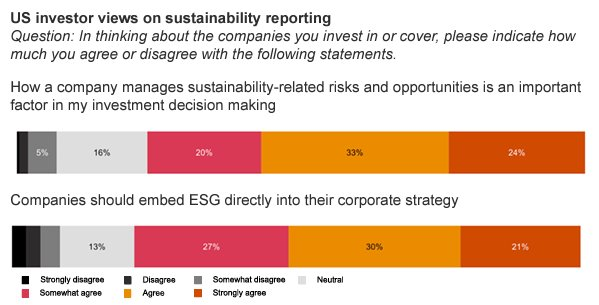 US investor views on sustainability reporting
Question: In thinking about the companies you invest in or cover, please indicate how
much you agree or disagree with the following statements.
How a company manages sustainability-related risks and opportunities is an important
factor in my investment decision making
5% 16% 20% 33% 24%
Companies should embed ESG directly into their corporate strategy
13% 27% 30% 21%
Strongly disagree Disagree Somewhat disagree Neutral
Somewhat agree Agree Strongly agree